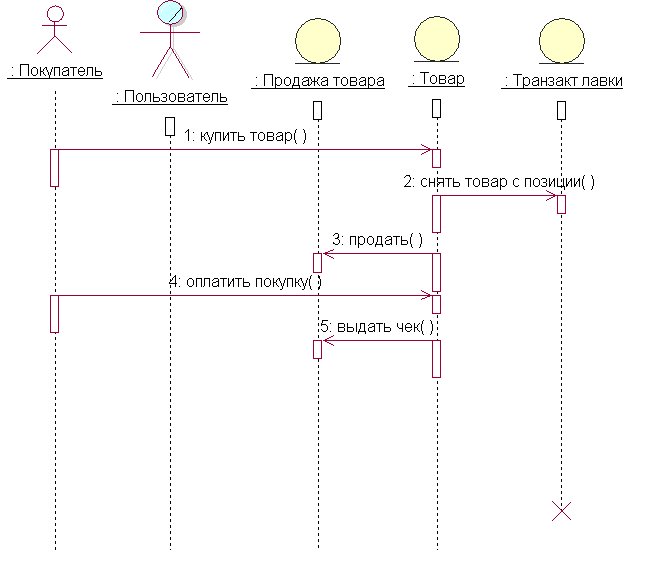 : Покупатель
: Пользователь
: Продажа товара
: Товар
: Транзакт лавки
1: купить товар( )
2: снять товар с позиции( )
3: продать( )
4: оплатить покупку( )
5: выдать чек( )